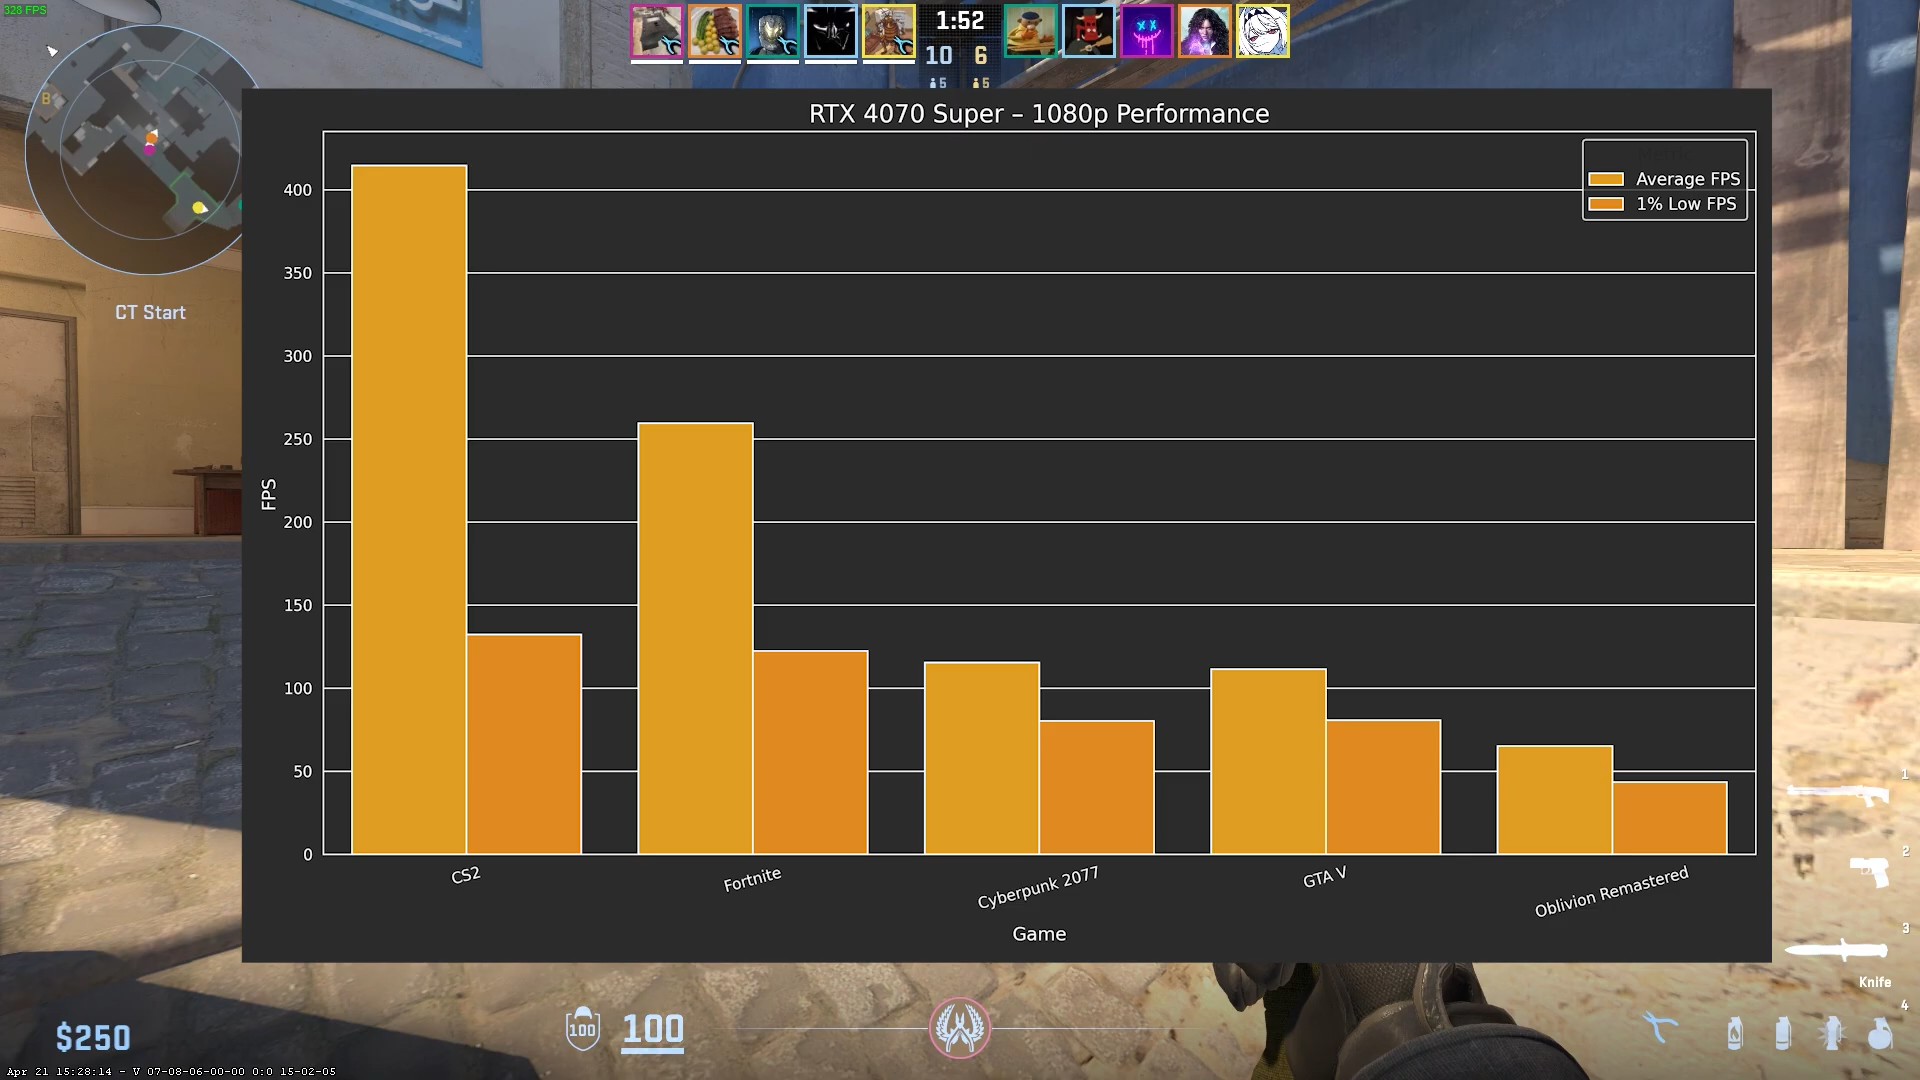 328 FPS
1:52
10 6
5 5
B
CT Start
RTX 4070 Super – 1080p Performance
Metric
Average FPS
1% Low FPS
400
350
300
250
200
150
100
50
0
FPS
CS2
Fortnite
Cyberpunk 2077
GTA V
Oblivion Remastered
Game
1
2
3
Knife
4
$250
100
100
Apr 21 15:28:14 - V 07-08-06-00-00 0:0 15-02-05